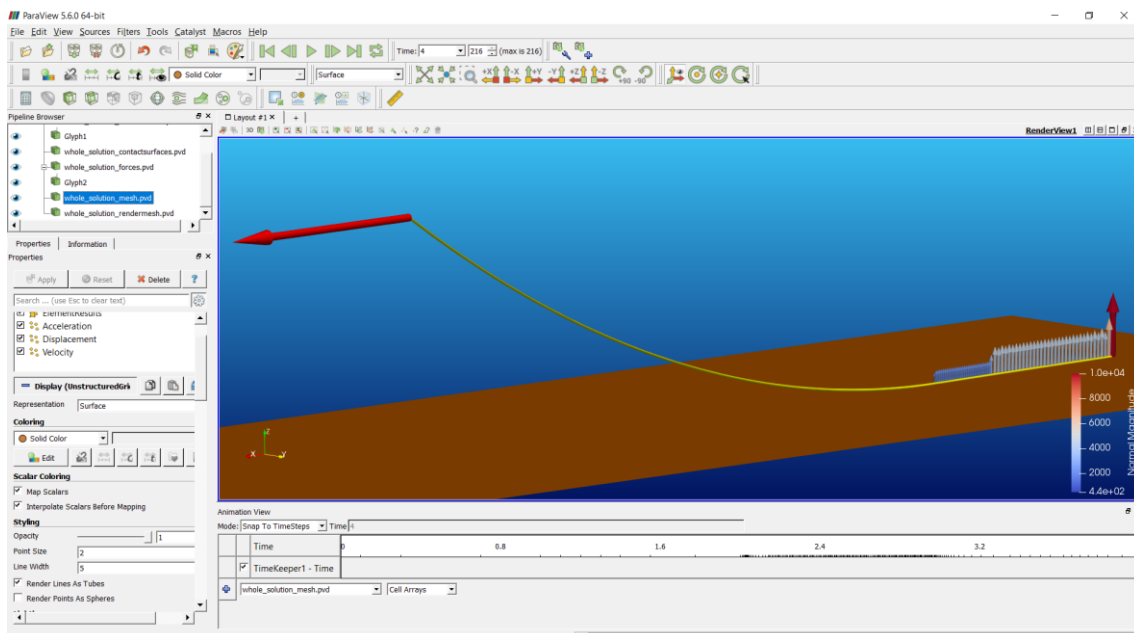 ParaView 5.6.0 64-bit
File Edit View Sources Filters Tools Catalyst Macros Help
Time: 4 216 (max is 216)
Solid Color Surface +X -X +Y -Y +Z -Z +90 -90
Pipeline Browser
Layout #1 +
3D
RenderView1
Glyph1
whole_solution_contactsurfaces.pvd
whole_solution_forces.pvd
Glyph2
whole_solution_mesh.pvd
whole_solution_rendermesh.pvd
Properties Information
Properties
Apply Reset Delete ?
Search ... (use Esc to clear text)
ElementResults
Acceleration
Displacement
Velocity
Display (UnstructuredGri
Representation Surface
Coloring
Solid Color
Edit
Scalar Coloring
Map Scalars
Interpolate Scalars Before Mapping
Styling
Opacity 1
Point Size 2
Line Width 5
Render Lines As Tubes
Render Points As Spheres
Z
X Y
1.0e+04
8000
6000
4000
2000
4.4e+02
Normal Magnitude
Animation View
Mode: Snap To TimeSteps Time: 4
Time 0 0.8 1.6 2.4 3.2
TimeKeeper1 - Time
whole_solution_mesh.pvd Cell Arrays